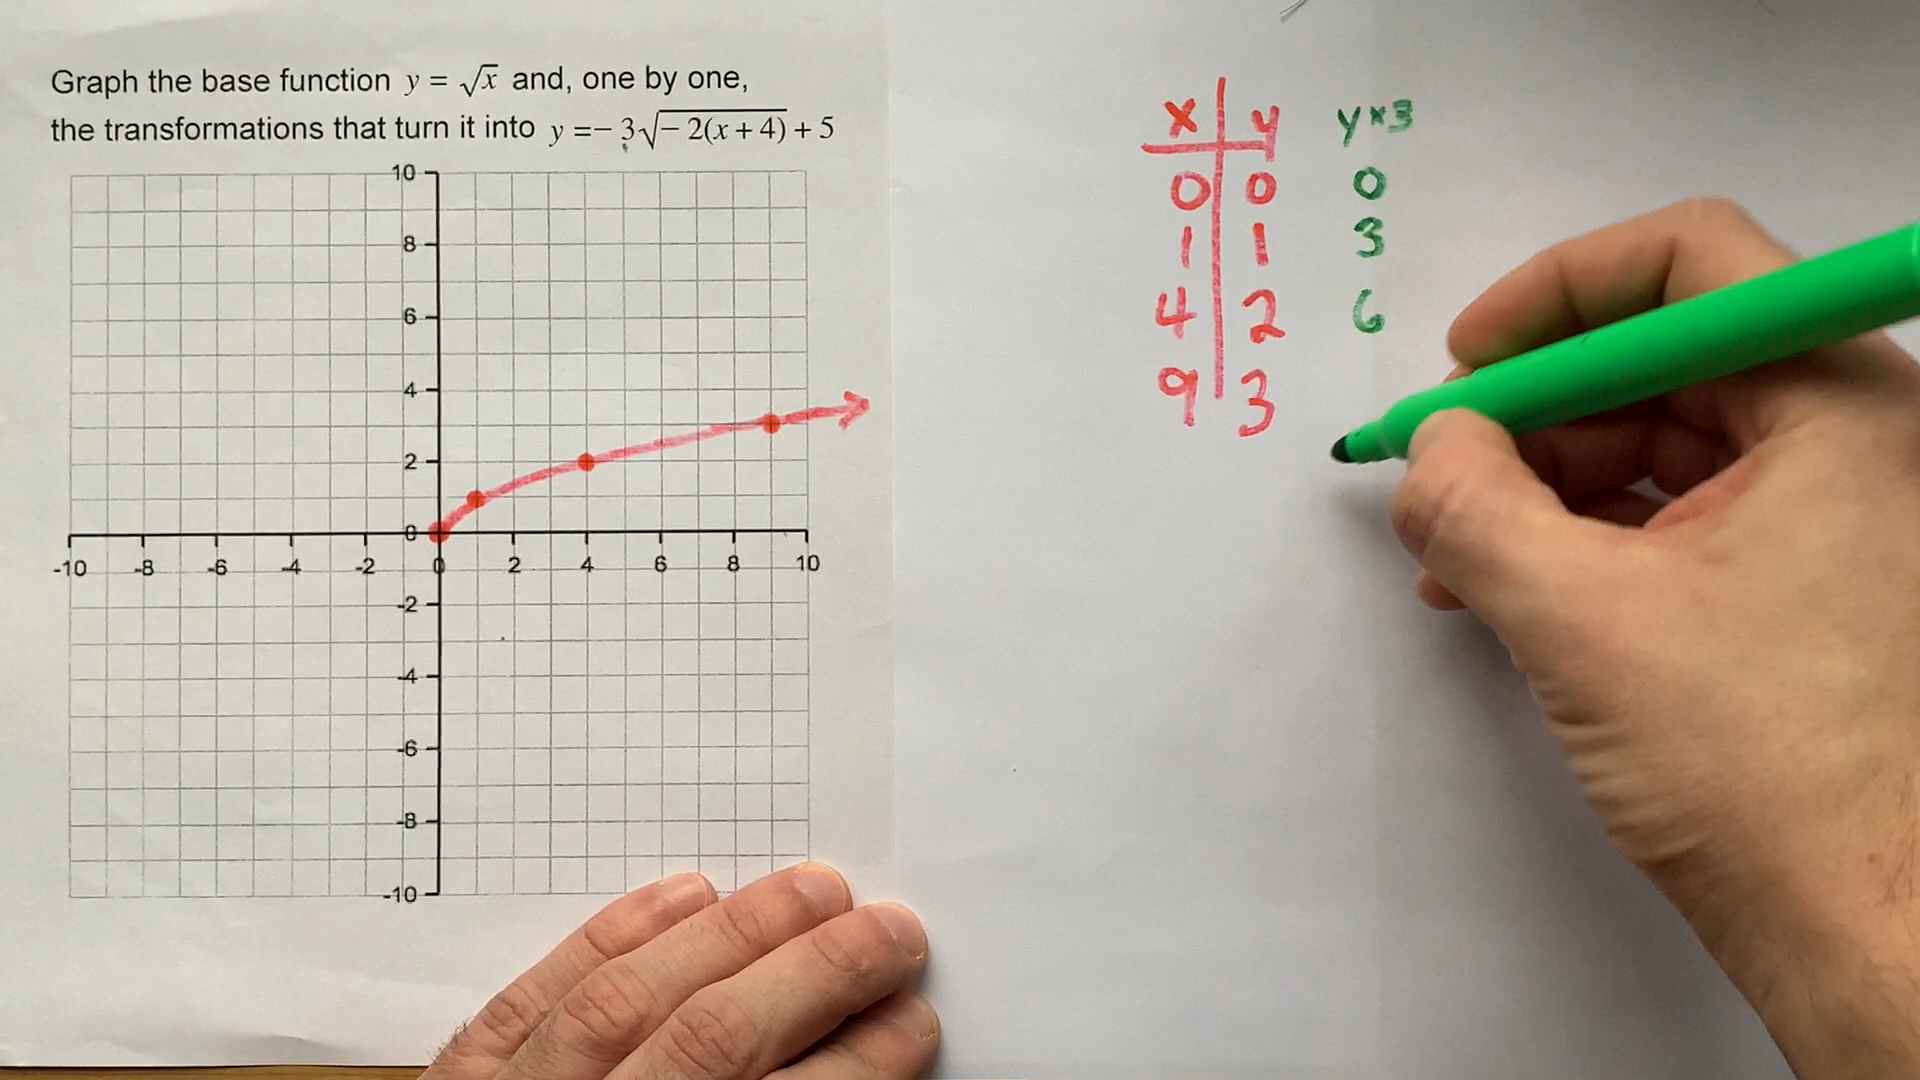 Graph the base function y = √x and, one by one,
the transformations that turn it into y =− 3√− 2(x + 4) + 5
10
8
6
4
2
0
-10 -8 -6 -4 -2 0 2 4 6 8 10
-2
-4
-6
-8
-10
x y y×3
0 0 0
1 1 3
4 2 6
9 3